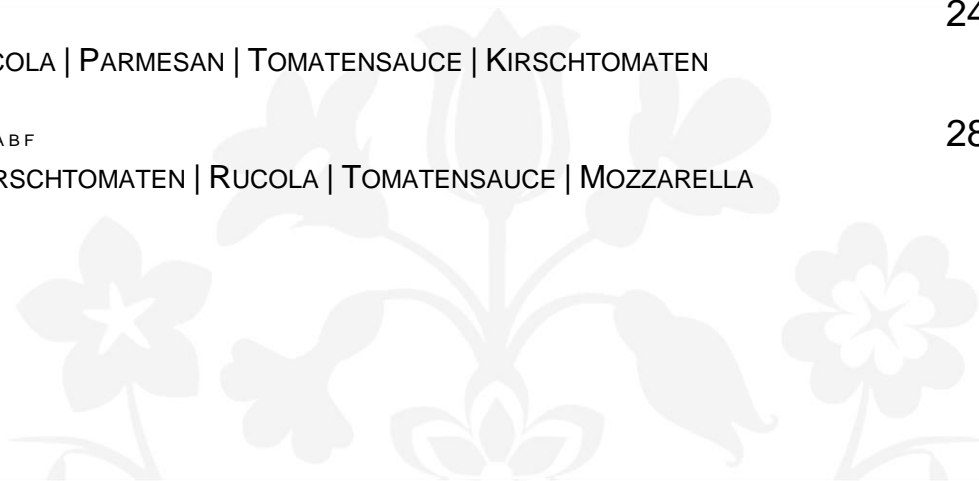 24
COLA | PARMESAN | TOMATENSAUCE | KIRSCHTOMATEN
A B F 28
RSCHTOMATEN | RUCOLA | TOMATENSAUCE | MOZZARELLA